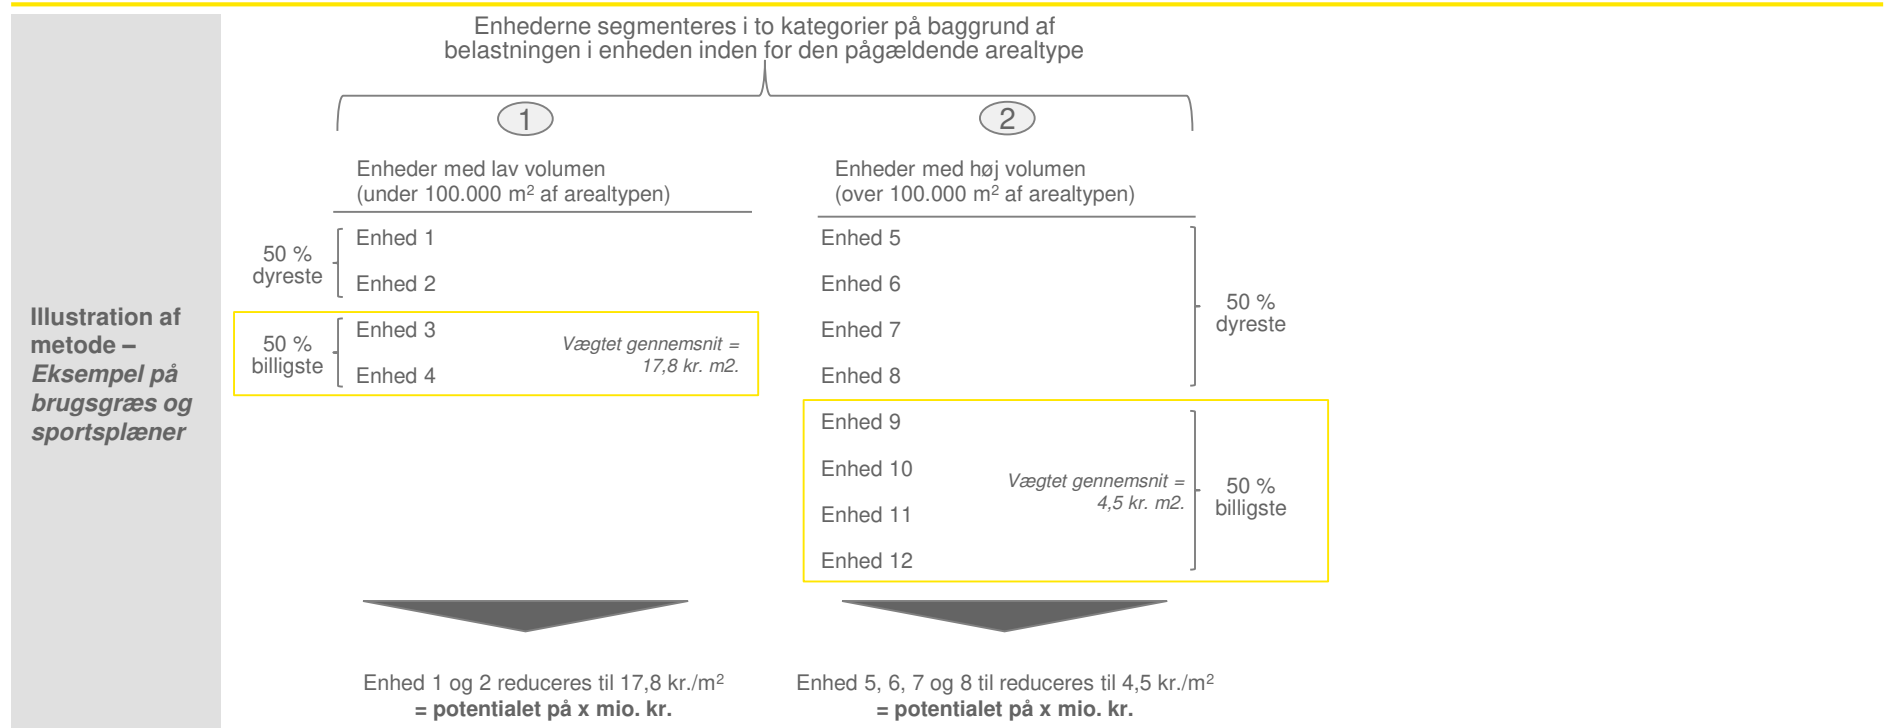 Enhederne segmenteres i to kategorier på baggrund af
belastningen i enheden inden for den pågældende arealtype
Illustration af
metode –
Eksempel på
brugsgræs og
sportsplæner
1
Enheder med lav volumen
(under 100.000 m² af arealtypen)
50 %
dyreste
Enhed 1
Enhed 2
50 %
billigste
Enhed 3
Enhed 4
Vægtet gennemsnit =
17,8 kr. m2.
Enhed 1 og 2 reduceres til 17,8 kr./m²
= potentialet på x mio. kr.
2
Enheder med høj volumen
(over 100.000 m² af arealtypen)
Enhed 5
Enhed 6
Enhed 7
Enhed 8
50 %
dyreste
Enhed 9
Enhed 10
Enhed 11
Enhed 12
Vægtet gennemsnit =
4,5 kr. m2.
50 %
billigste
Enhed 5, 6, 7 og 8 til reduceres til 4,5 kr./m²
= potentialet på x mio. kr.